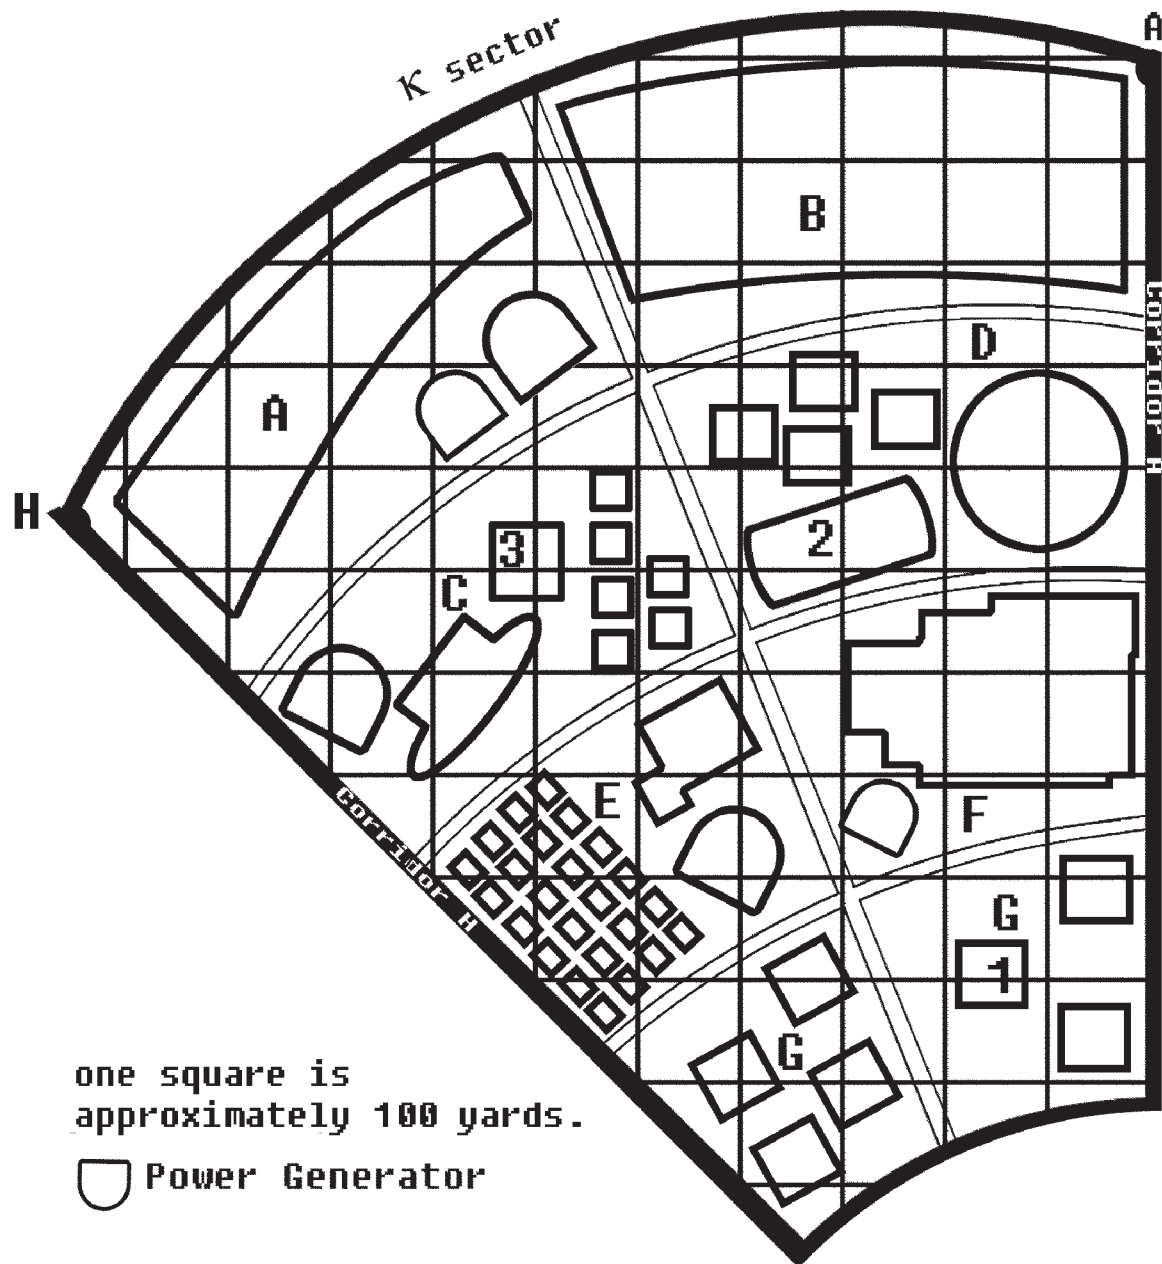 A
K sector
B
corridor A
D
A
H
3
2
C
E
F
corridor H
G
1
G
one square is
approximately 100 yards.
Power Generator